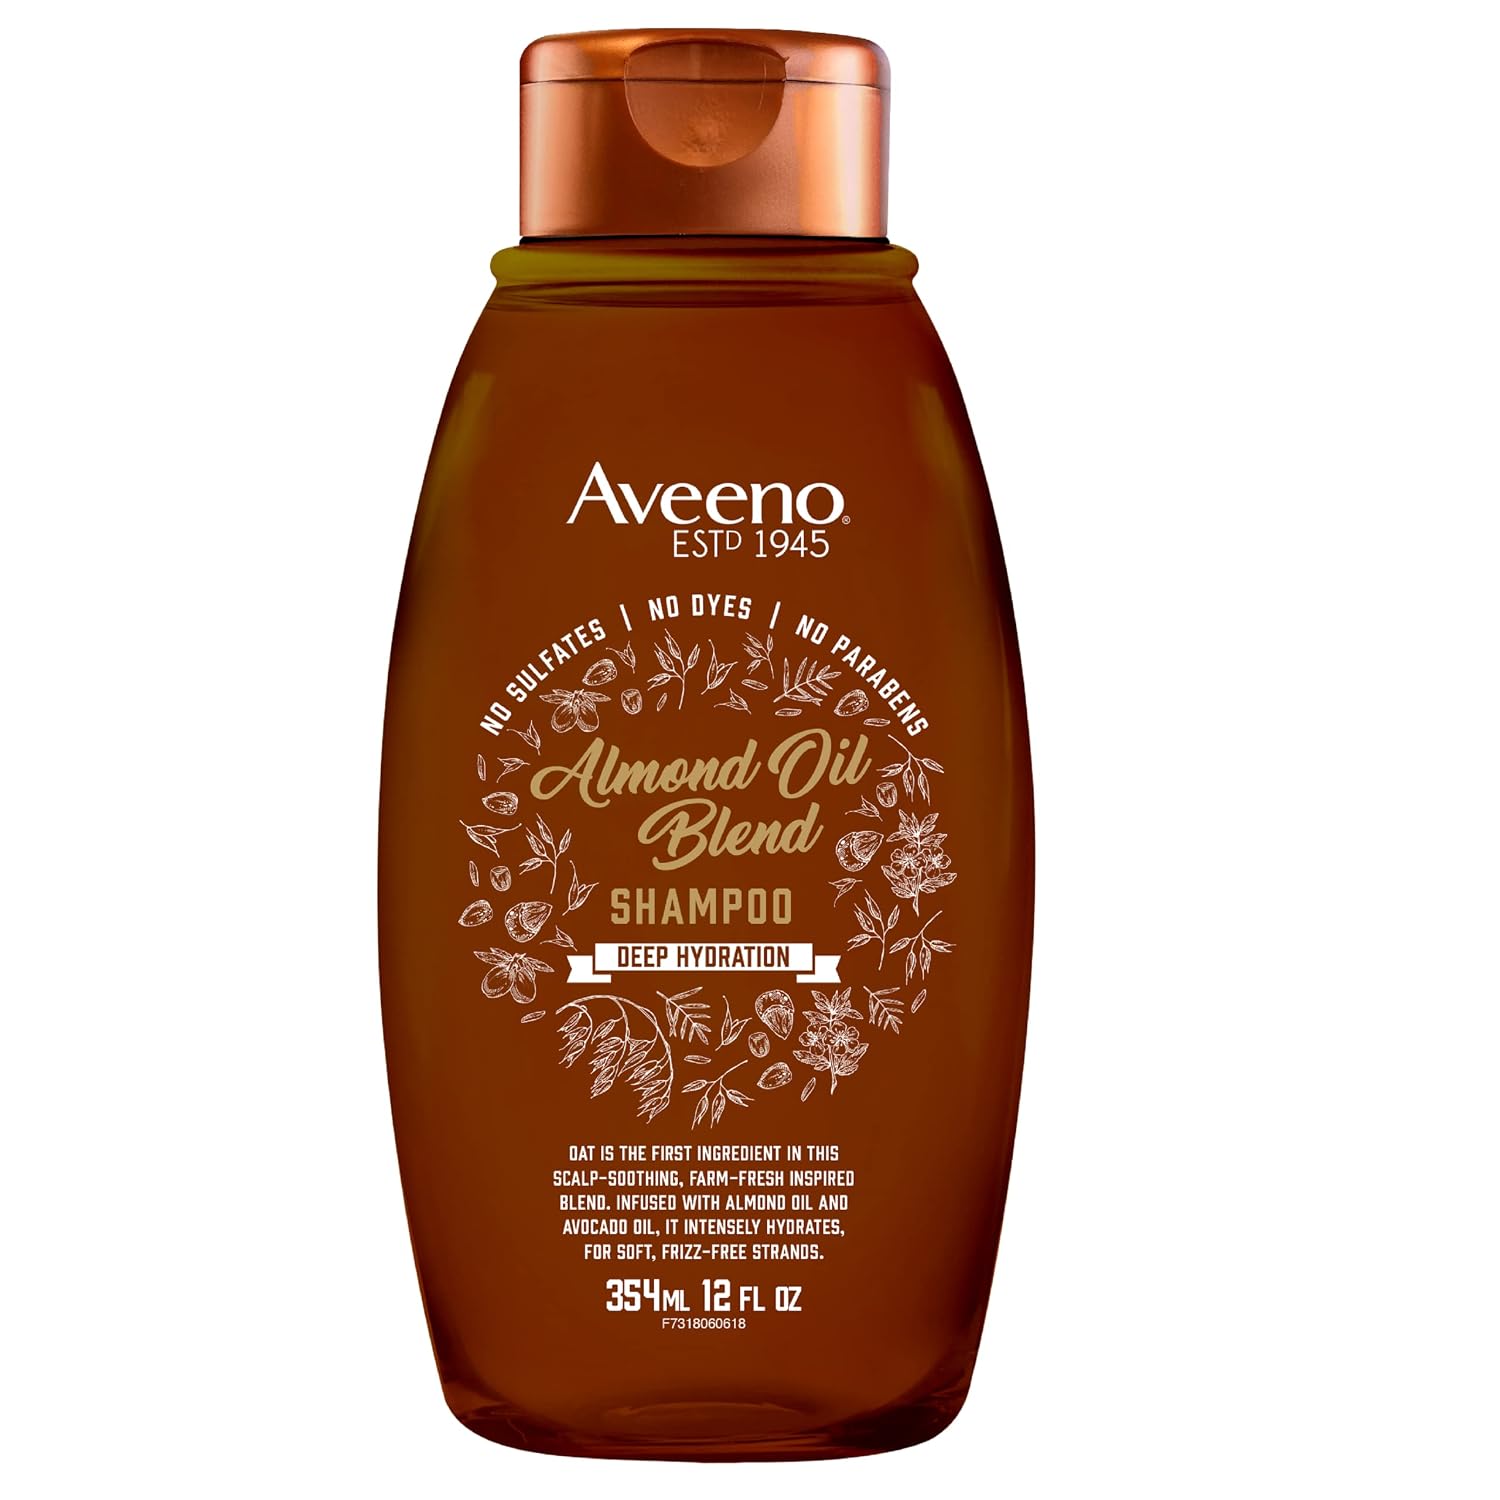 Aveeno®
ESTD 1945
NO SULFATES | NO DYES | NO PARABENS
Almond Oil
Blend
SHAMPOO
DEEP HYDRATION
OAT IS THE FIRST INGREDIENT IN THIS
SCALP-SOOTHING, FARM-FRESH INSPIRED
BLEND. INFUSED WITH ALMOND OIL AND
AVOCADO OIL, IT INTENSELY HYDRATES,
FOR SOFT, FRIZZ-FREE STRANDS.
354ML 12 FL OZ
F7318060618